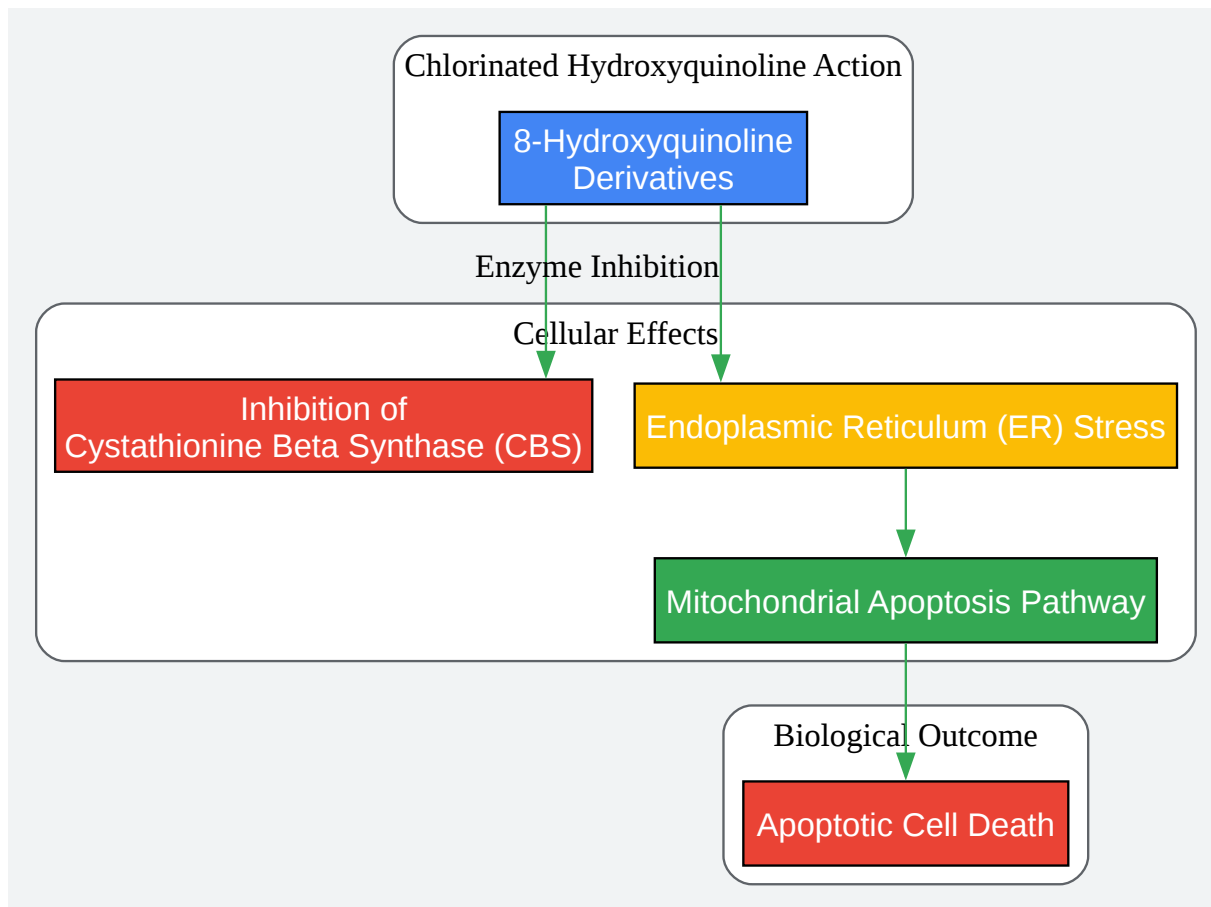 Chlorinated Hydroxyquinoline Action
8-Hydroxyquinoline
Derivatives
Enzyme Inhibition
Cellular Effects
Inhibition of
Cystathionine Beta Synthase (CBS)
Endoplasmic Reticulum (ER) Stress
Mitochondrial Apoptosis Pathway
Biological Outcome
Apoptotic Cell Death